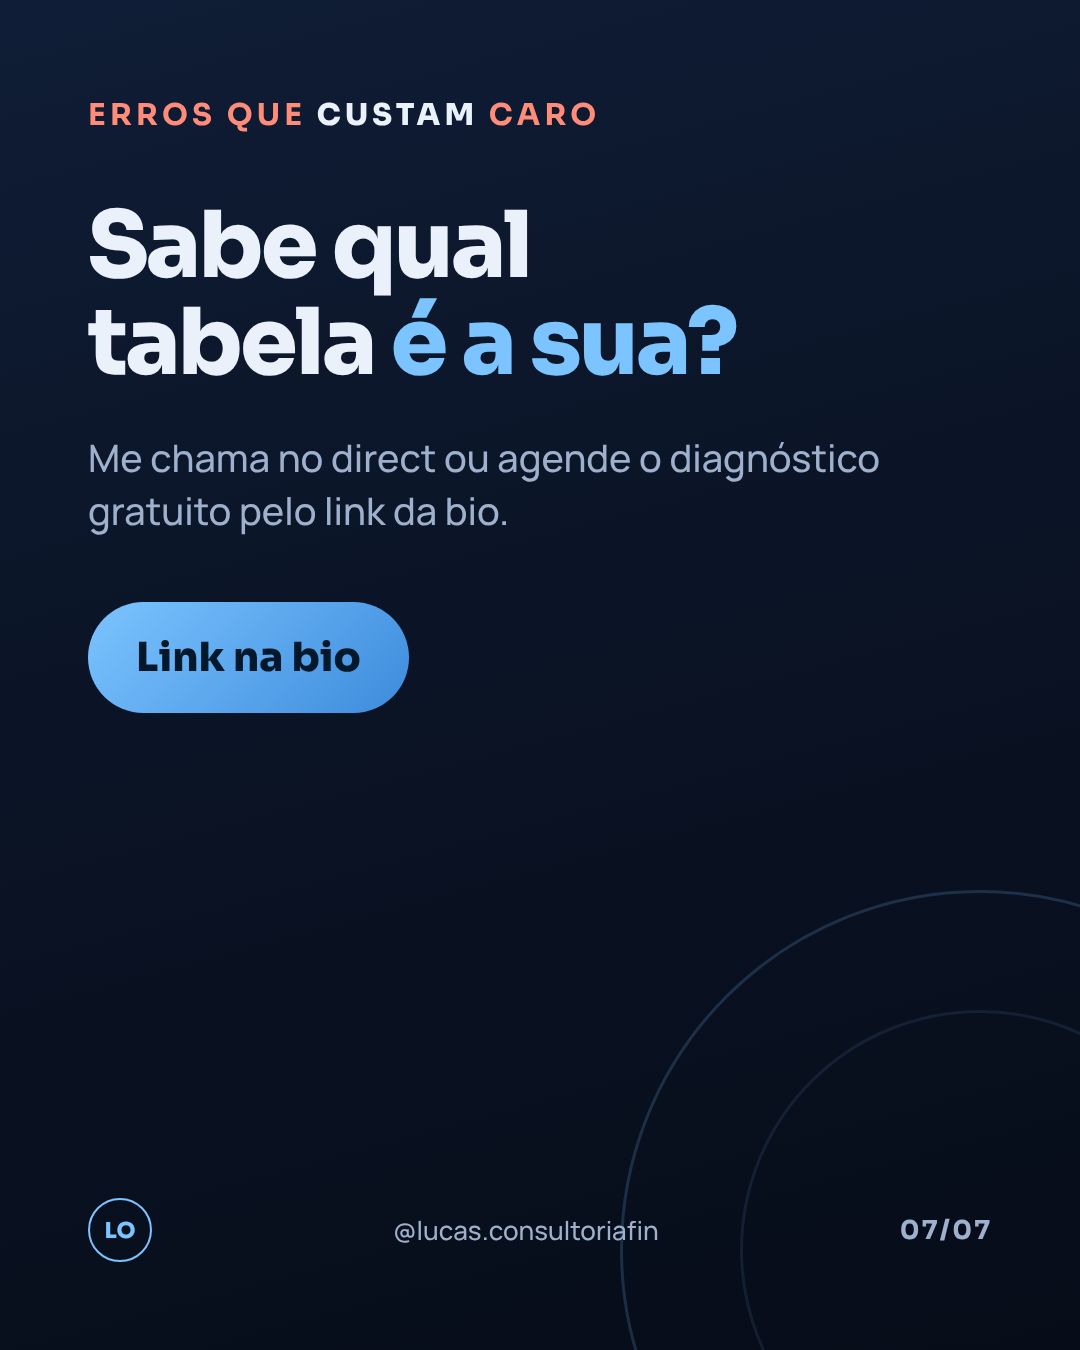 ERROS QUE CUSTAM CARO
Sabe qual
tabela é a sua?
Me chama no direct ou agende o diagnóstico
gratuito pelo link da bio.
Link na bio
LO
@lucas.consultoriafin
07/07